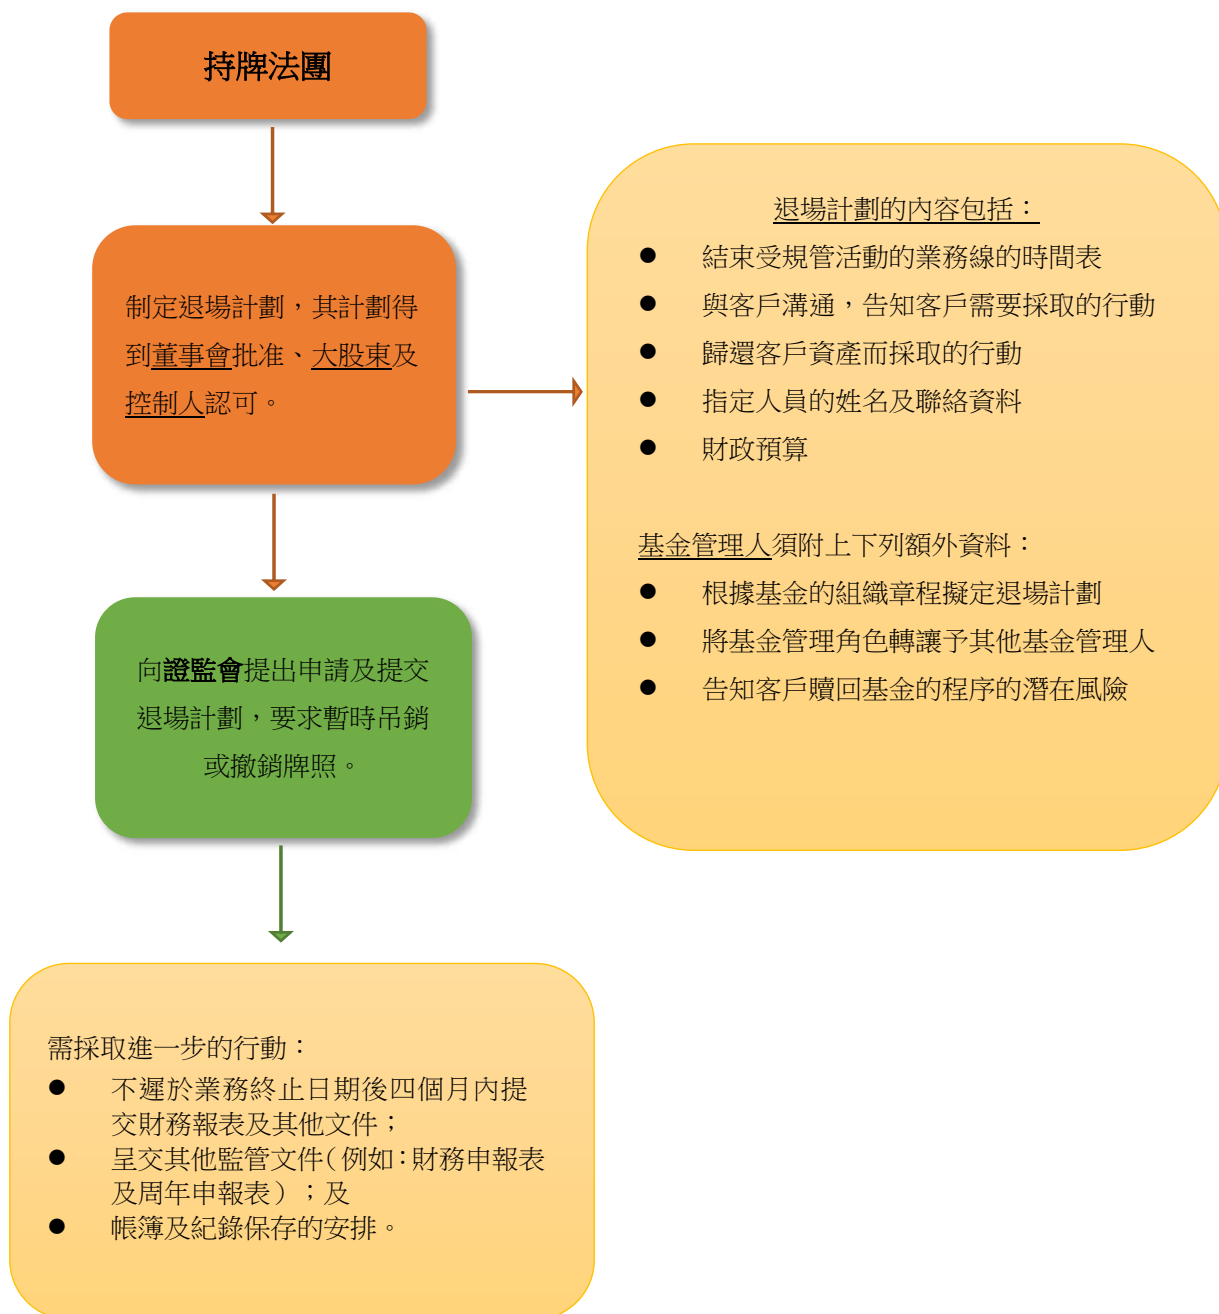 持牌法團
制定退場計劃，其計劃得
到董事會批准、大股東及
控制人認可。
退場計劃的內容包括：
● 結束受規管活動的業務線的時間表
● 與客戶溝通，告知客戶需要採取的行動
● 歸還客戶資產而採取的行動
● 指定人員的姓名及聯絡資料
● 財政預算
基金管理人須附上下列額外資料：
● 根據基金的組織章程擬定退場計劃
● 將基金管理角色轉讓予其他基金管理人
● 告知客戶贖回基金的程序的潛在風險
向證監會提出申請及提交
退場計劃，要求暫時吊銷
或撤銷牌照。
需採取進一步的行動：
● 不遲於業務終止日期後四個月內提
交財務報表及其他文件；
● 呈交其他監管文件（例如：財務申報表
及周年申報表）；及
● 帳簿及紀錄保存的安排。